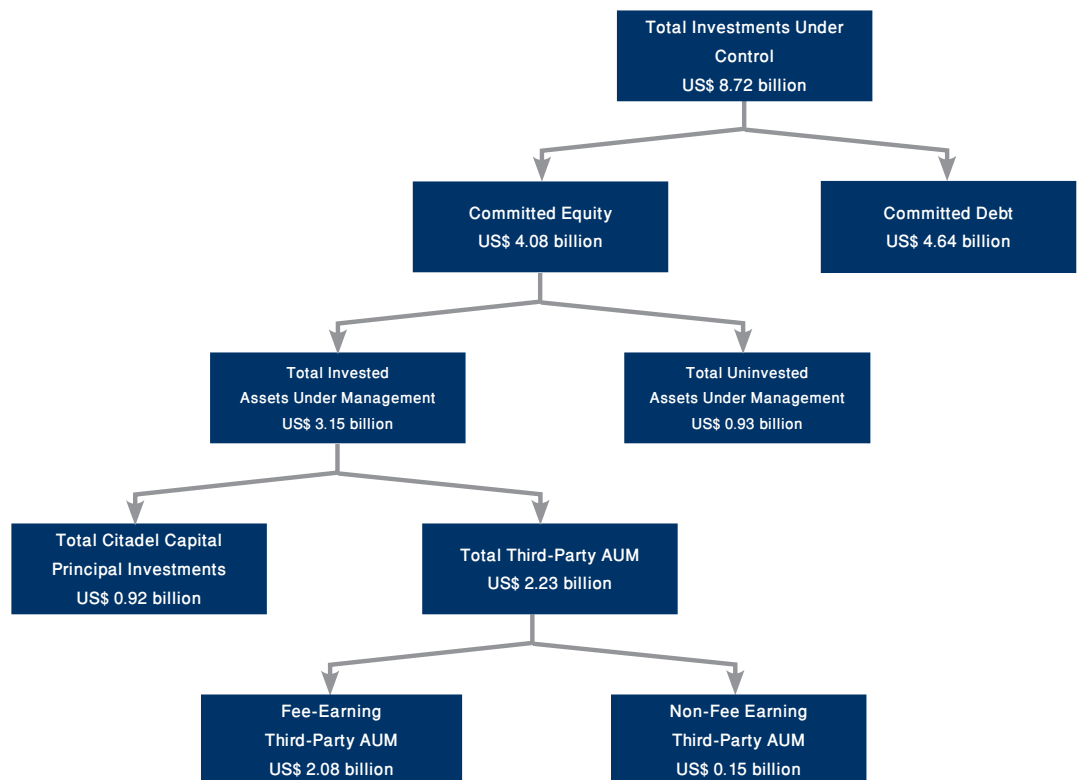 Total Investments Under
Control
US$ 8.72 billion
Committed Equity
US$ 4.08 billion
Committed Debt
US$ 4.64 billion
Total Invested
Assets Under Management
US$ 3.15 billion
Total Uninvested
Assets Under Management
US$ 0.93 billion
Total Citadel Capital
Principal Investments
US$ 0.92 billion
Total Third-Party AUM
US$ 2.23 billion
Fee-Earning
Third-Party AUM
US$ 2.08 billion
Non-Fee Earning
Third-Party AUM
US$ 0.15 billion